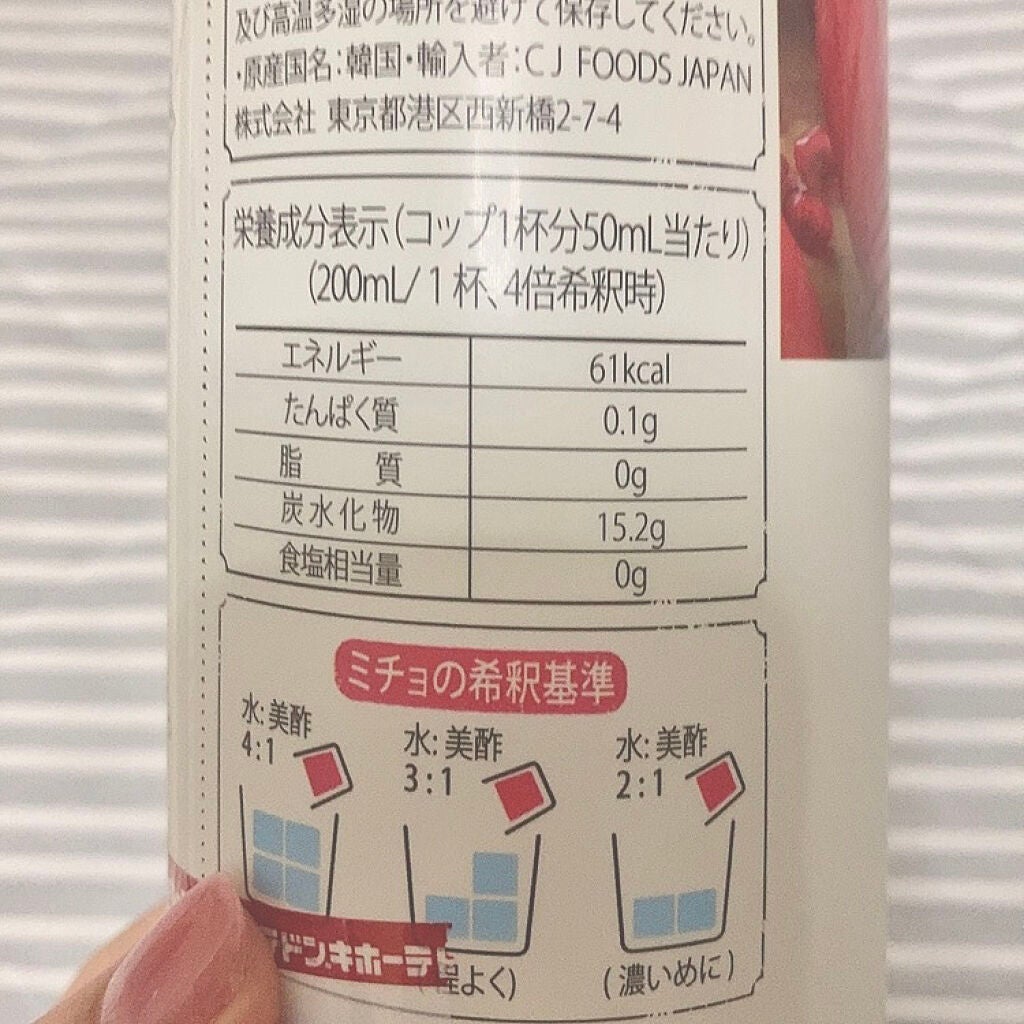 及び高温多湿の場所を避けて保存してください。
・原産国名：韓国・輸入者：CJ FOODS JAPAN
株式会社 東京都港区西新橋2-7-4
栄養成分表示（コップ1杯分50mL当たり）
（200mL/1杯、4倍希釈時）
エネルギー 61kcal
たんぱく質 0.1g
脂 質 0g
炭水化物 15.2g
食塩相当量 0g
ミチョの希釈基準
水:美酢 水:美酢 水:美酢
4:1 3:1 2:1
ドン.キホーテ
程よく） （濃いめに）